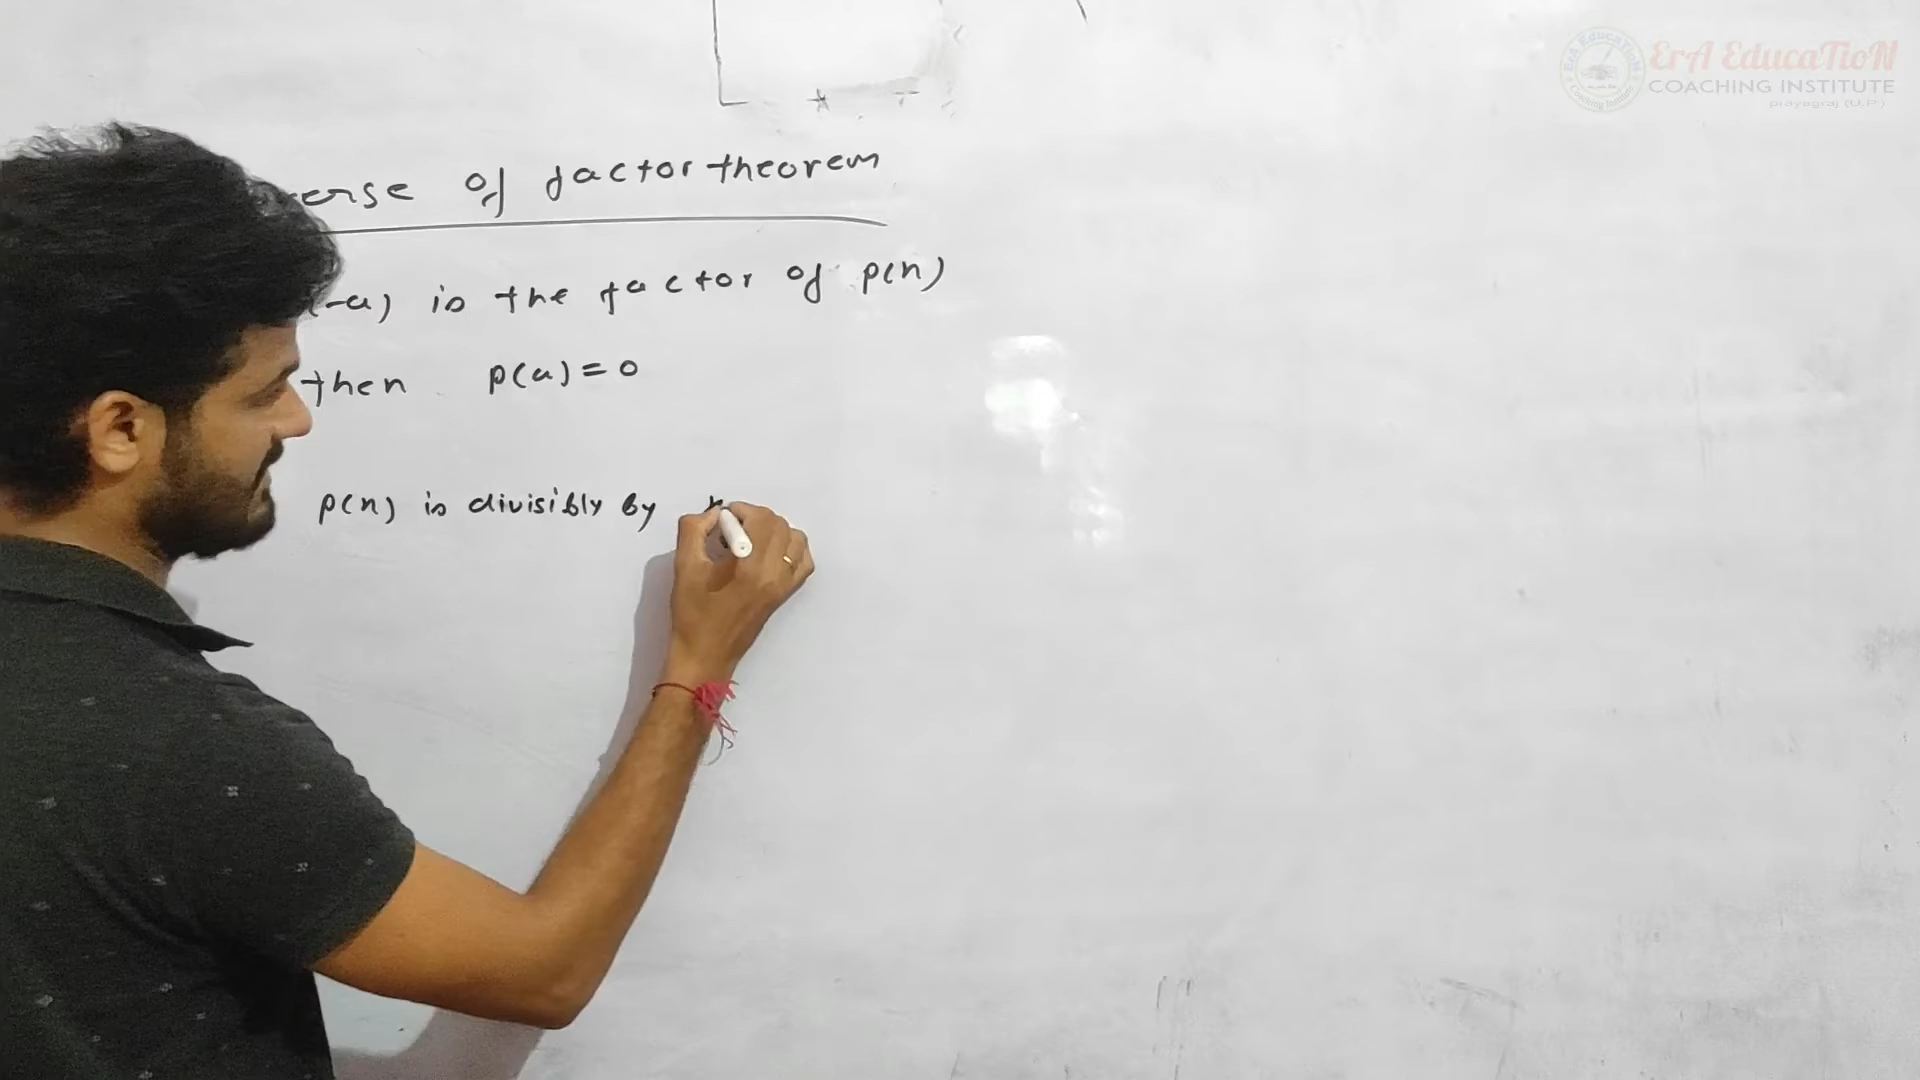 ErA EducaTioN
COACHING INSTITUTE
prayagraj (U.P)
erse of factor theorem
-a) is the factor of p(n)
then p(a) = 0
p(n) is divisibly by